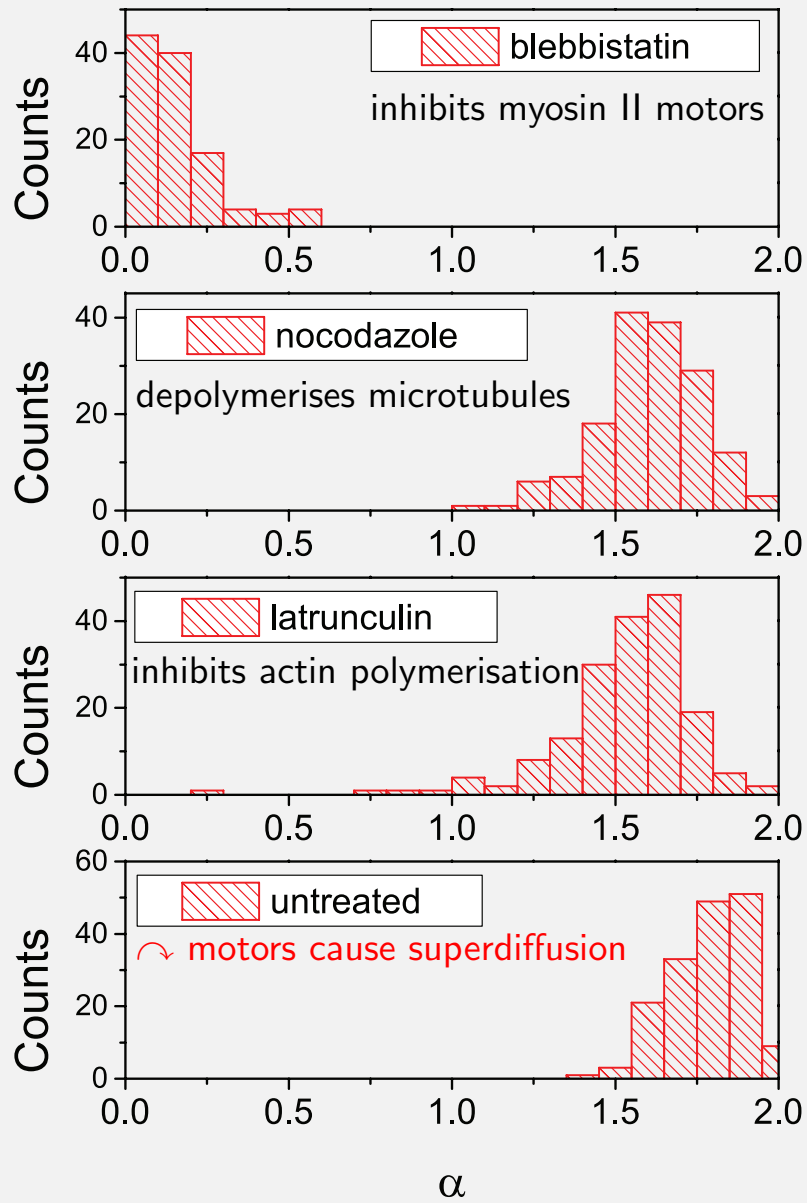 Counts
40
20
0
blebbistatin
inhibits myosin II motors
0.0 0.5 1.0 1.5 2.0
Counts
40
20
0
nocodazole
depolymerises microtubules
0.0 0.5 1.0 1.5 2.0
Counts
40
20
0
latrunculin
inhibits actin polymerisation
0.0 0.5 1.0 1.5 2.0
Counts
60
40
20
0
untreated
↷ motors cause superdiffusion
0.0 0.5 1.0 1.5 2.0
α